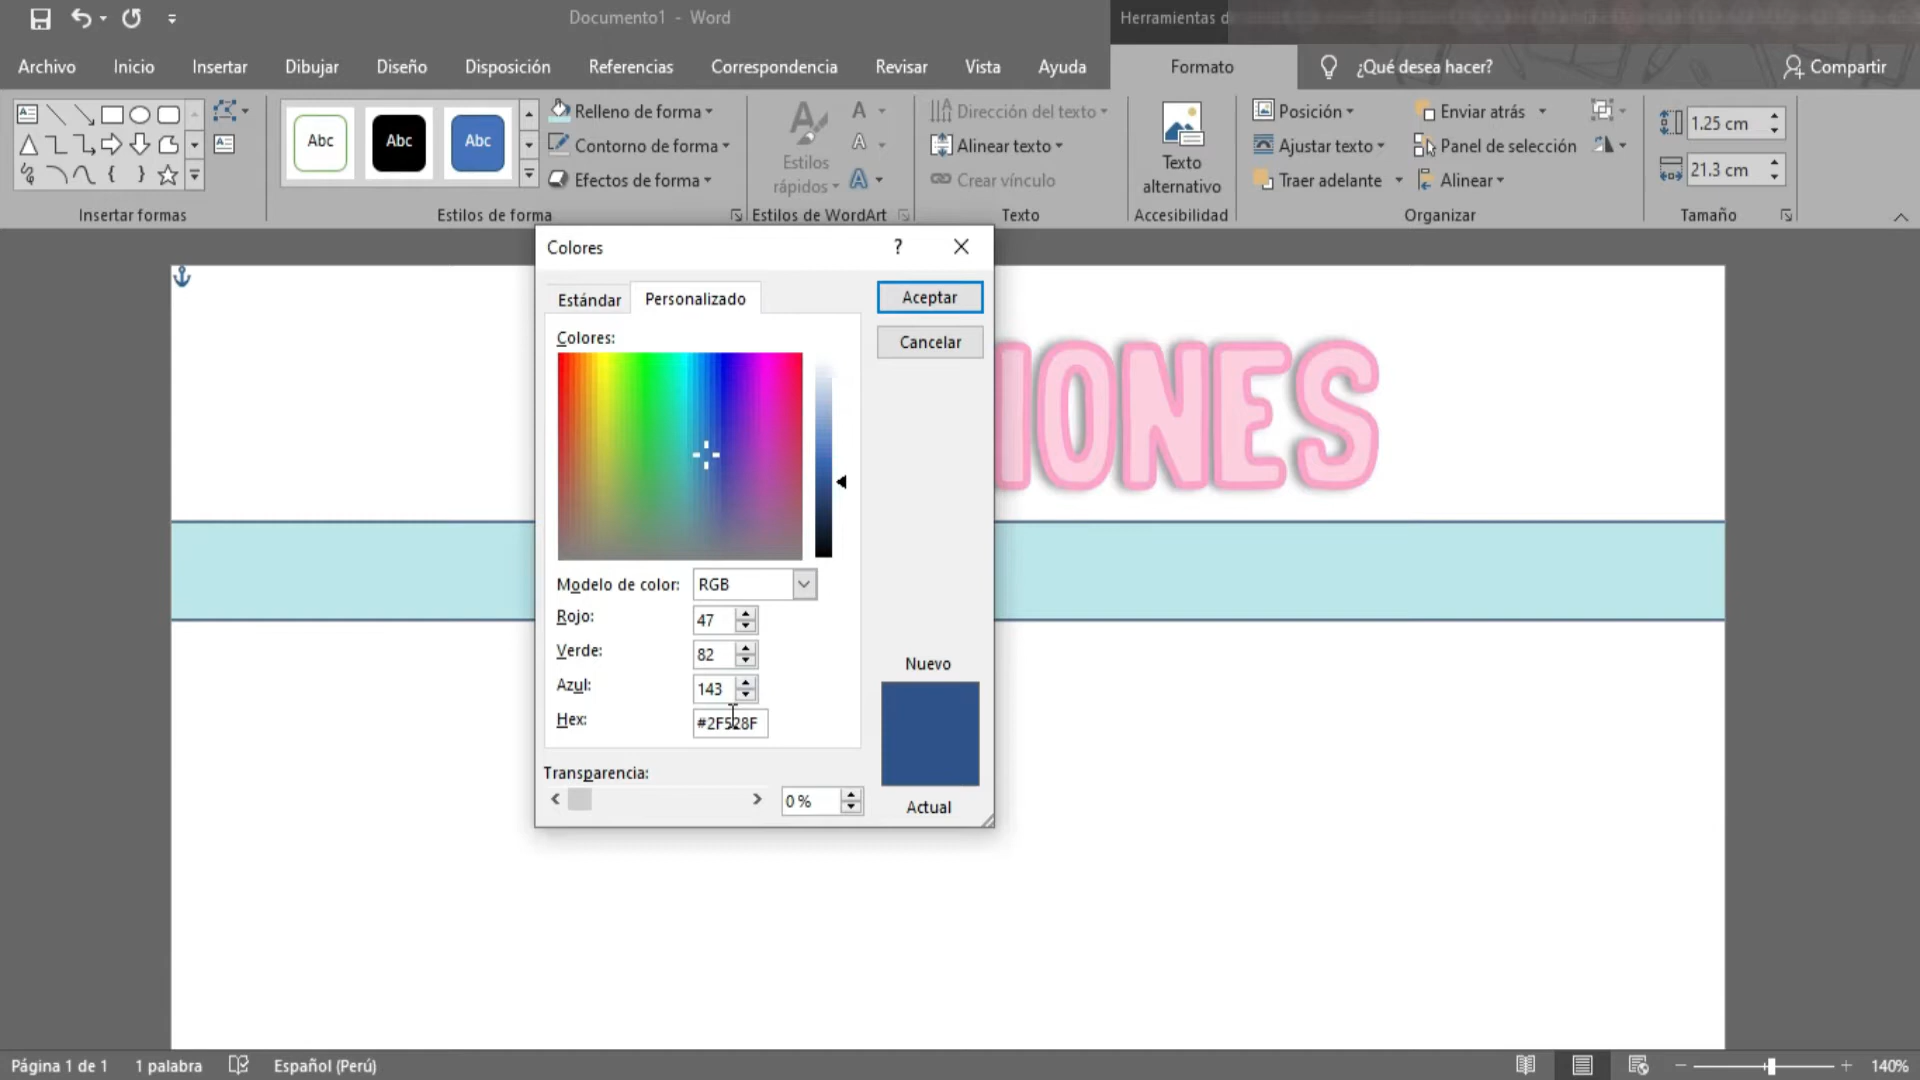 Documento1 - Word
Herramientas d
Archivo
Inicio
Insertar
Dibujar
Diseño
Disposición
Referencias
Correspondencia
Revisar
Vista
Ayuda
Formato
¿Qué desea hacer?
Compartir
Abc
Abc
Abc
Relleno de forma
Contorno de forma
Efectos de forma
Estilos
rápidos
Dirección del texto
Alinear texto
Crear vínculo
Texto
alternativo
Posición
Ajustar texto
Traer adelante
Enviar atrás
Panel de selección
Alinear
1.25 cm
21.3 cm
Insertar formas
Estilos de forma
Estilos de WordArt
Texto
Accesibilidad
Organizar
Tamaño
Colores
?
Estándar
Personalizado
Aceptar
Cancelar
Colores:
Modelo de color: RGB
Rojo: 47
Verde: 82
Azul: 143
Hex: #2F528F
Transparencia:
0 %
Nuevo
Actual
IONES
Página 1 de 1
1 palabra
Español (Perú)
140%